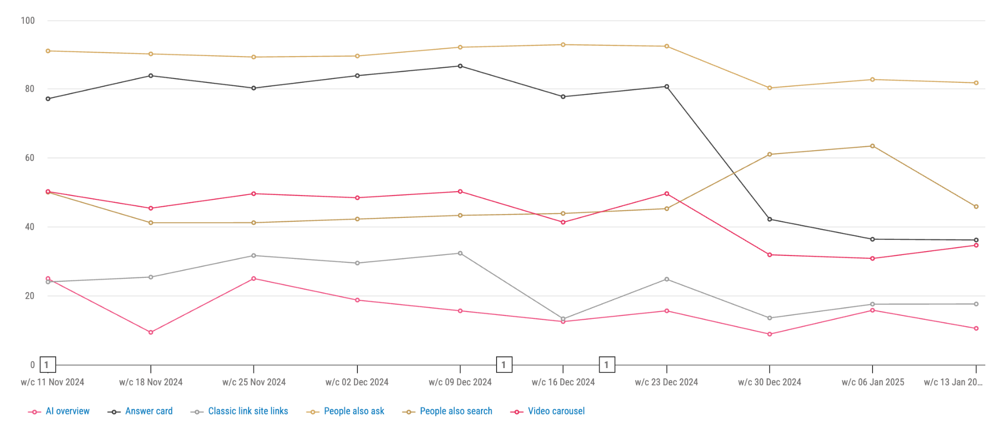 100
80
60
40
20
0
1 1 1
w/c 11 Nov 2024 w/c 18 Nov 2024 w/c 25 Nov 2024 w/c 02 Dec 2024 w/c 09 Dec 2024 w/c 16 Dec 2024 w/c 23 Dec 2024 w/c 30 Dec 2024 w/c 06 Jan 2025 w/c 13 Jan 20...
AI overview Answer card Classic link site links People also ask People also search Video carousel